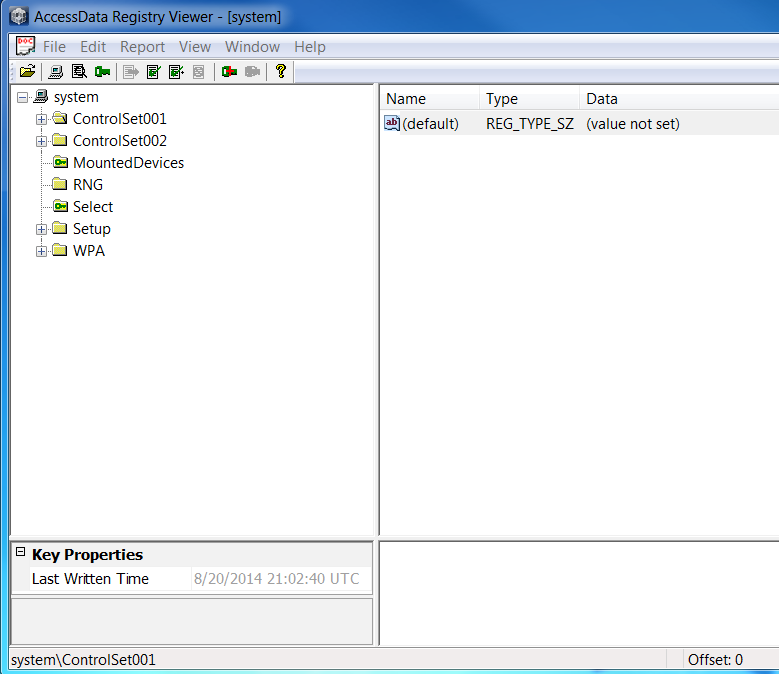 AccessData Registry Viewer - [system]
File Edit Report View Window Help
system
ControlSet001
ControlSet002
MountedDevices
RNG
Select
Setup
WPA
Name Type Data
ab (default) REG_TYPE_SZ (value not set)
Key Properties
Last Written Time 8/20/2014 21:02:40 UTC
system\ControlSet001 Offset: 0